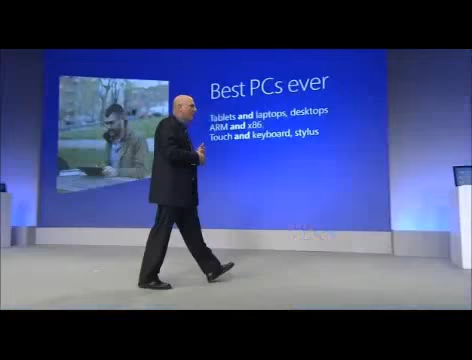 Best PCs ever
Tablets and laptops, desktops
ARM and x86
Touch and keyboard, stylus